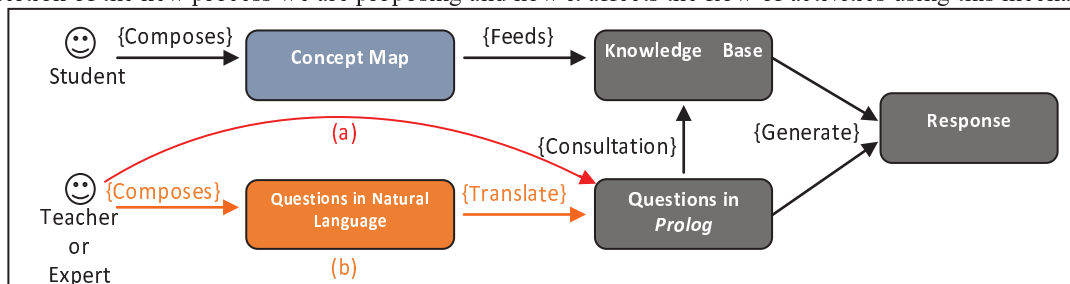 {Composes}
{Feeds}
Student
Concept Map
Knowledge Base
(a)
{Consultation}
{Generate}
Response
{Composes}
Questions in Natural
Language
{Translate}
Questions in
Prolog
Teacher
or
Expert
(b)